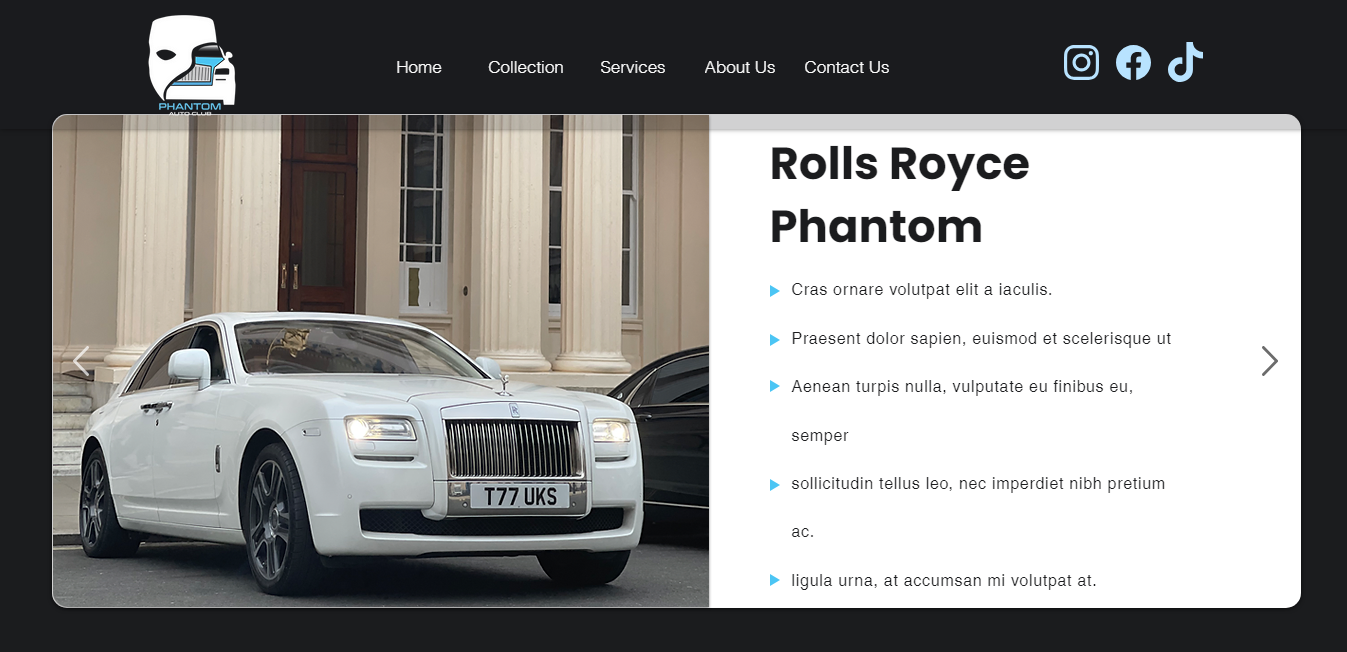 PHANTOM
AUTO CLUB
Home Collection Services About Us Contact Us
Rolls Royce
Phantom
Cras ornare volutpat elit a iaculis.
Praesent dolor sapien, euismod et scelerisque ut
Aenean turpis nulla, vulputate eu finibus eu,
semper
sollicitudin tellus leo, nec imperdiet nibh pretium
ac.
ligula urna, at accumsan mi volutpat at.
T77 UKS